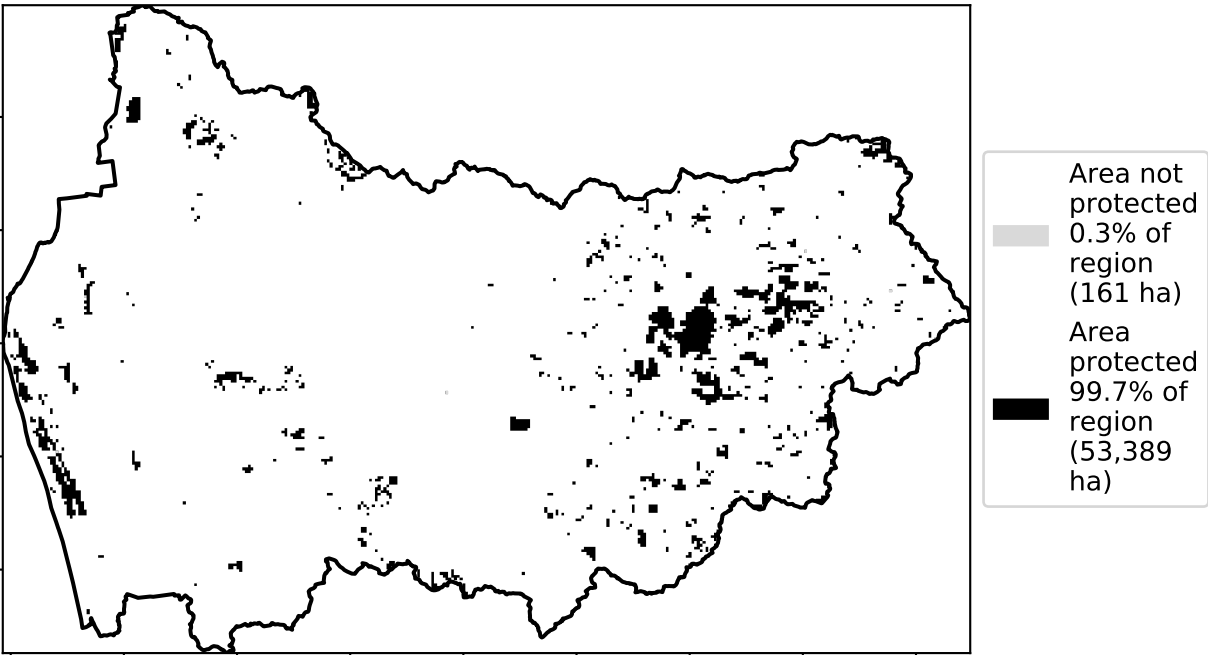 Area not
protected
0.3% of
region
(161 ha)
Area
protected
99.7% of
region
(53,389
ha)